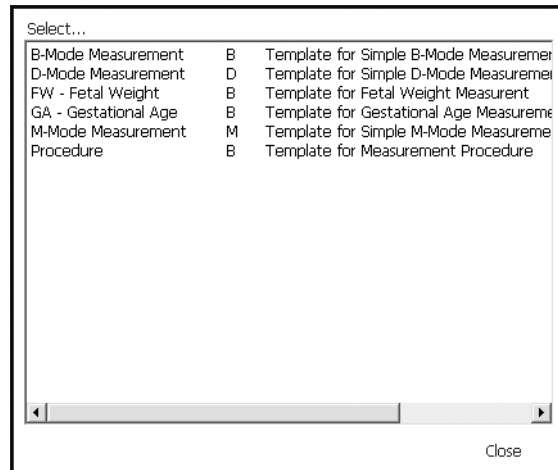 Select...
B-Mode Measurement B Template for Simple B-Mode Measuremer
D-Mode Measurement D Template for Simple D-Mode Measuremer
FW - Fetal Weight B Template for Fetal Weight Measurent
GA - Gestational Age B Template for Gestational Age Measureme
M-Mode Measurement M Template for Simple M-Mode Measureme
Procedure B Template for Measurement Procedure
Close